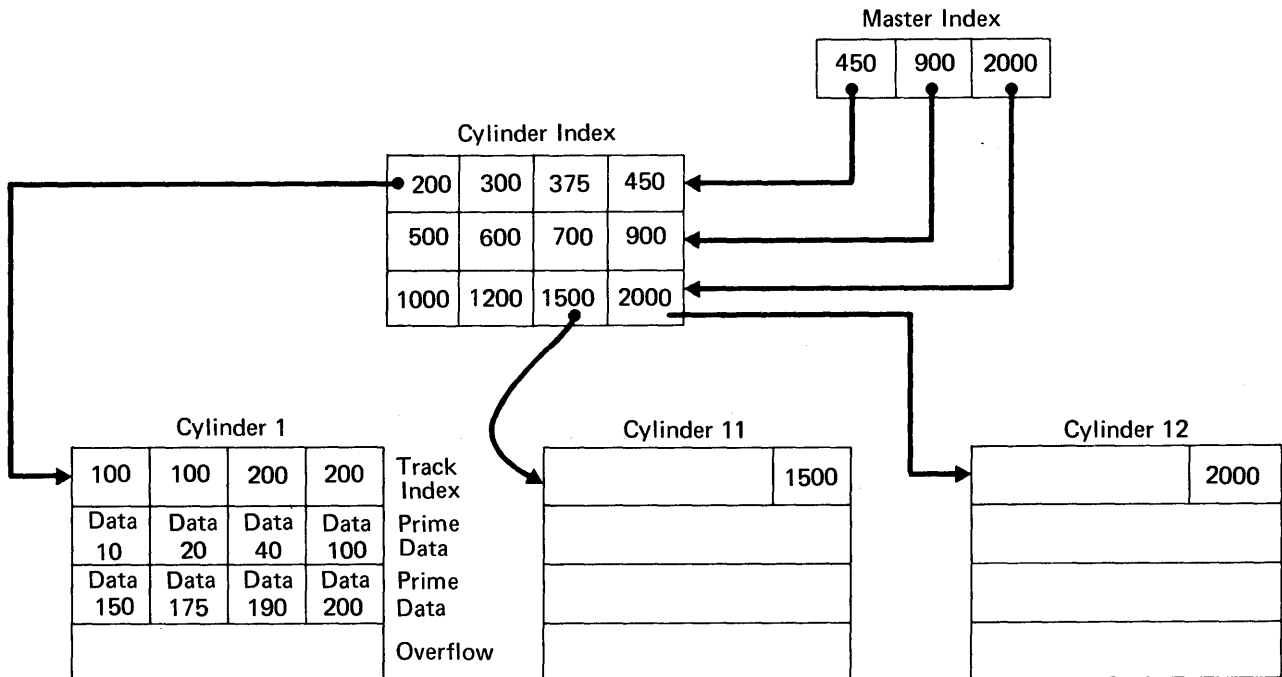 Master Index
450 900 2000
Cylinder Index
200 300 375 450
500 600 700 900
1000 1200 1500 2000
Cylinder 1
100 100 200 200
Track
Index
Data Data Data Data
10 20 40 100
Prime
Data
Data Data Data Data
150 175 190 200
Prime
Data
Overflow
Cylinder 11
1500
Cylinder 12
2000